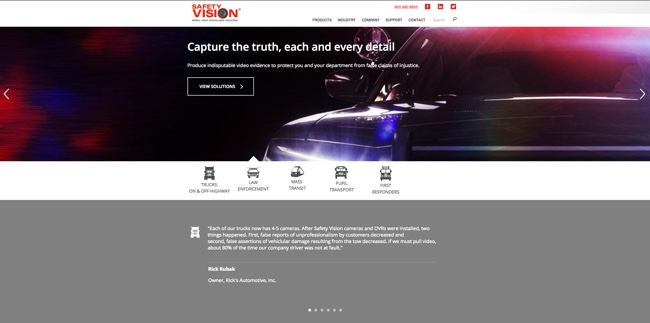 SAFETY
VISION
MOBILE VIDEO SURVEILLANCE SOLUTIONS
PRODUCTS INDUSTRY COMPANY SUPPORT CONTACT Search
Capture the truth, each and every detail
Produce indisputable video evidence to protect you and your department from false claims of injustice.
VIEW SOLUTIONS
TRUCKS:
ON & OFF-HIGHWAY
LAW
ENFORCEMENT
MASS
TRANSIT
PUPIL
TRANSPORT
FIRST
RESPONDERS
"Each of our trucks now has 4-5 cameras. After Safety Vision cameras and DVRs were installed, two
things happened. First, false reports of unprofessionalism by customers decreased and
second, false assertions of vehicluar damage resulting from the tow decreased. If we must pull video,
about 80% of the time our company driver was not at fault."
Rick Rubak
Owner, Rick's Automotive, Inc.